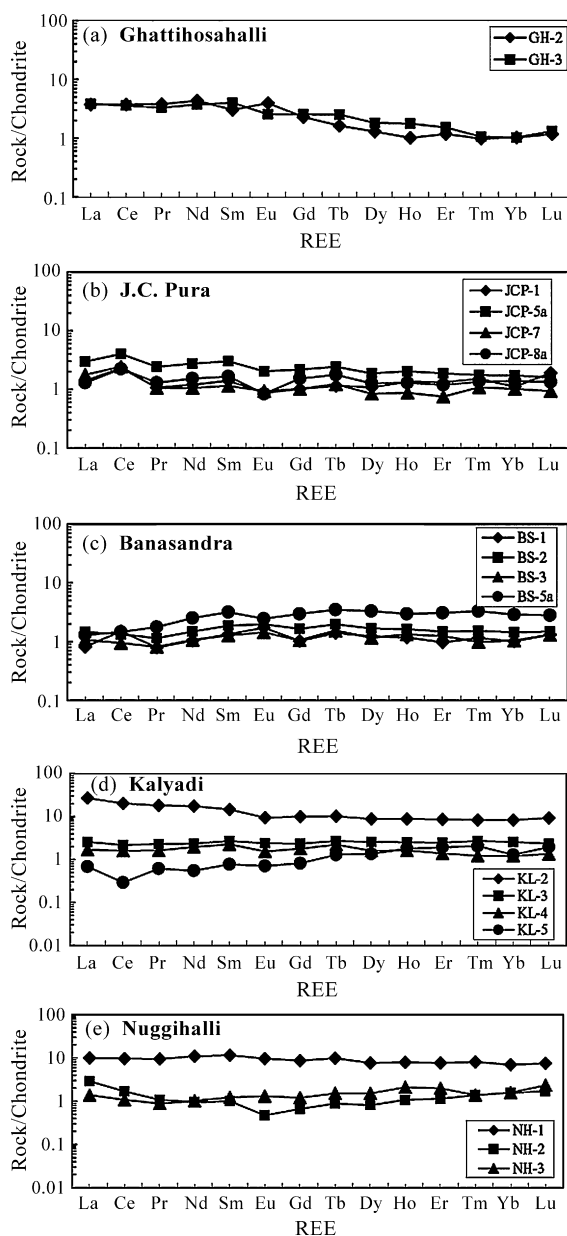 (a) Ghattihosahalli
GH-2
GH-3
100
10
1
0.1
Rock/Chondrite
La Ce Pr Nd Sm Eu Gd Tb Dy Ho Er Tm Yb Lu
REE
(b) J.C. Pura
JCP-1
JCP-5a
JCP-7
JCP-8a
100
10
1
0.1
Rock/Chondrite
La Ce Pr Nd Sm Eu Gd Tb Dy Ho Er Tm Yb Lu
REE
(c) Banasandra
BS-1
BS-2
BS-3
BS-5a
100
10
1
0.1
Rock/Chondrite
La Ce Pr Nd Sm Eu Gd Tb Dy Ho Er Tm Yb Lu
REE
(d) Kalyadi
100
10
1
0.1
0.01
Rock/Chondrite
KL-2
KL-3
KL-4
KL-5
La Ce Pr Nd Sm Eu Gd Tb Dy Ho Er Tm Yb Lu
REE
(e) Nuggihalli
100
10
1
0.1
0.01
Rock/Chondrite
NH-1
NH-2
NH-3
La Ce Pr Nd Sm Eu Gd Tb Dy Ho Er Tm Yb Lu
REE